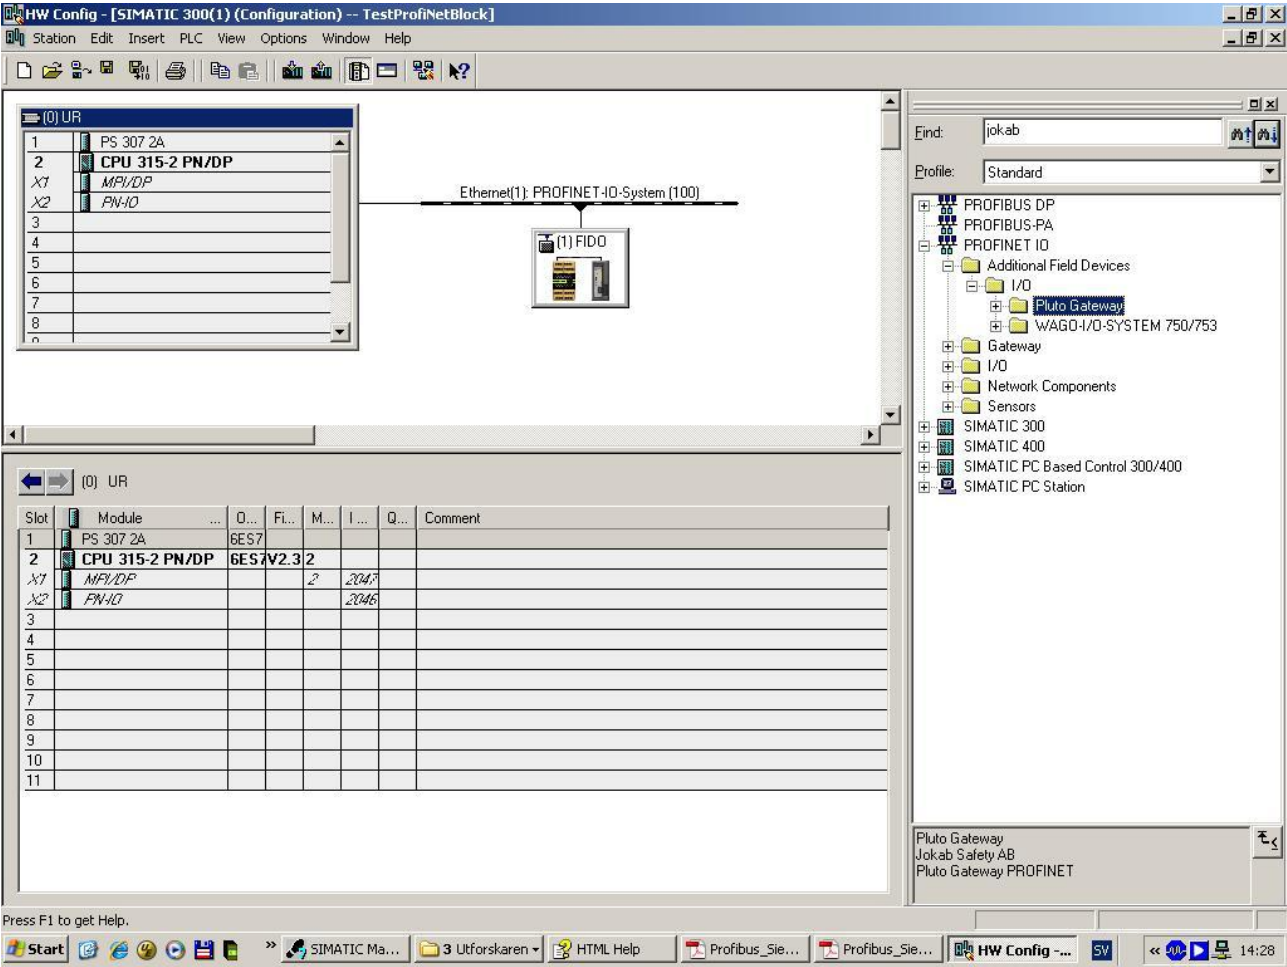 HW Config - [SIMATIC 300(1) (Configuration) -- TestProfiNetBlock]
Station Edit Insert PLC View Options Window Help
(0) UR
1 PS 307 2A
2 CPU 315-2 PN/DP
X1 MPI/DP
X2 PN-IO
3
4
5
6
7
8
Ethernet(1): PROFINET-IO-System (100)
(1) FIDO
Find: jokab
Profile: Standard
PROFIBUS DP
PROFIBUS-PA
PROFINET IO
Additional Field Devices
I/O
Pluto Gateway
WAGO-I/O-SYSTEM 750/753
Gateway
I/O
Network Components
Sensors
SIMATIC 300
SIMATIC 400
SIMATIC PC Based Control 300/400
SIMATIC PC Station
(0) UR
Slot Module ... O... Fi... M... I ... Q... Comment
1 PS 307 2A 6ES7
2 CPU 315-2 PN/DP 6ES7 V2.3 2
X1 MPI/DP 2 2047
X2 PN-IO 2046
3
4
5
6
7
8
9
10
11
Pluto Gateway
Jokab Safety AB
Pluto Gateway PROFINET
Press F1 to get Help.
Start » SIMATIC Ma... 3 Utforskaren HTML Help Profibus_Sie... Profibus_Sie... HW Config -... SV « 14:28